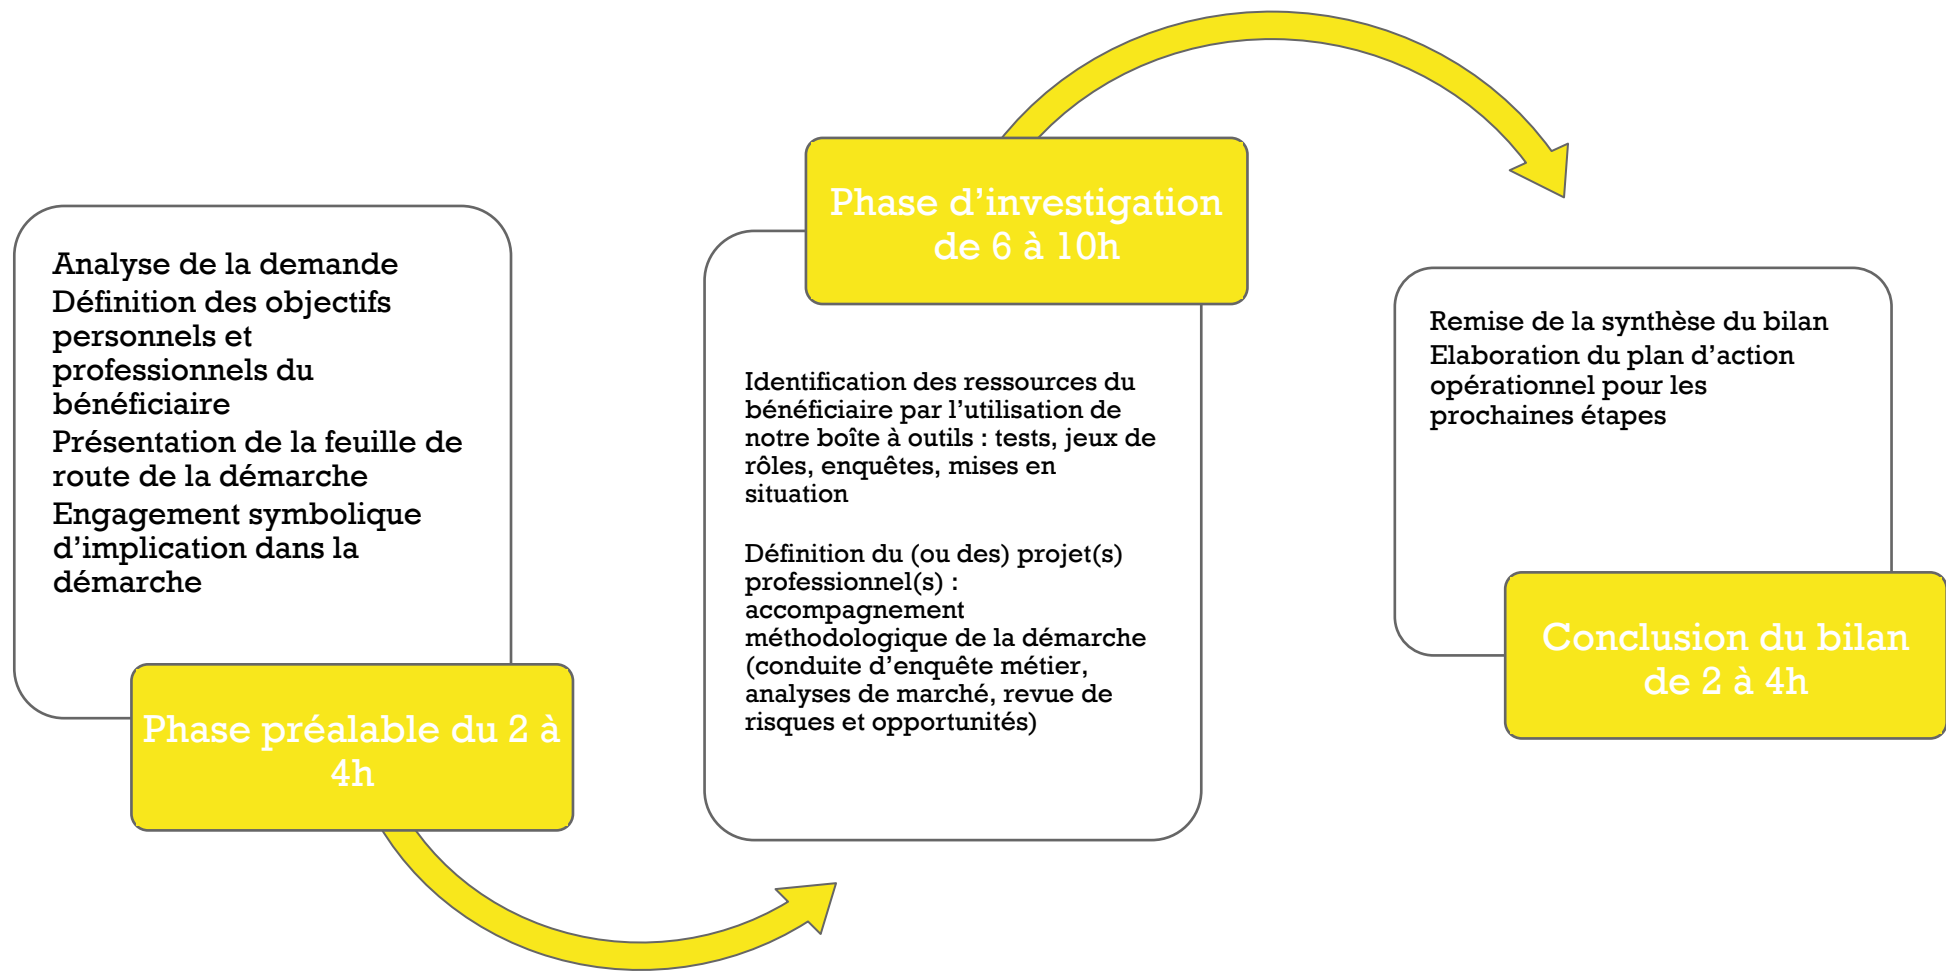 Analyse de la demande
Définition des objectifs
personnels et
professionnels du
bénéficiaire
Présentation de la feuille de
route de la démarche
Engagement symbolique
d’implication dans la
démarche
Phase préalable du 2 à
4h
Phase d’investigation
de 6 à 10h
Identification des ressources du
bénéficiaire par l’utilisation de
notre boîte à outils : tests, jeux de
rôles, enquêtes, mises en
situation
Définition du (ou des) projet(s)
professionnel(s) :
accompagnement
méthodologique de la démarche
(conduite d’enquête métier,
analyses de marché, revue de
risques et opportunités)
Remise de la synthèse du bilan
Elaboration du plan d’action
opérationnel pour les
prochaines étapes
Conclusion du bilan
de 2 à 4h